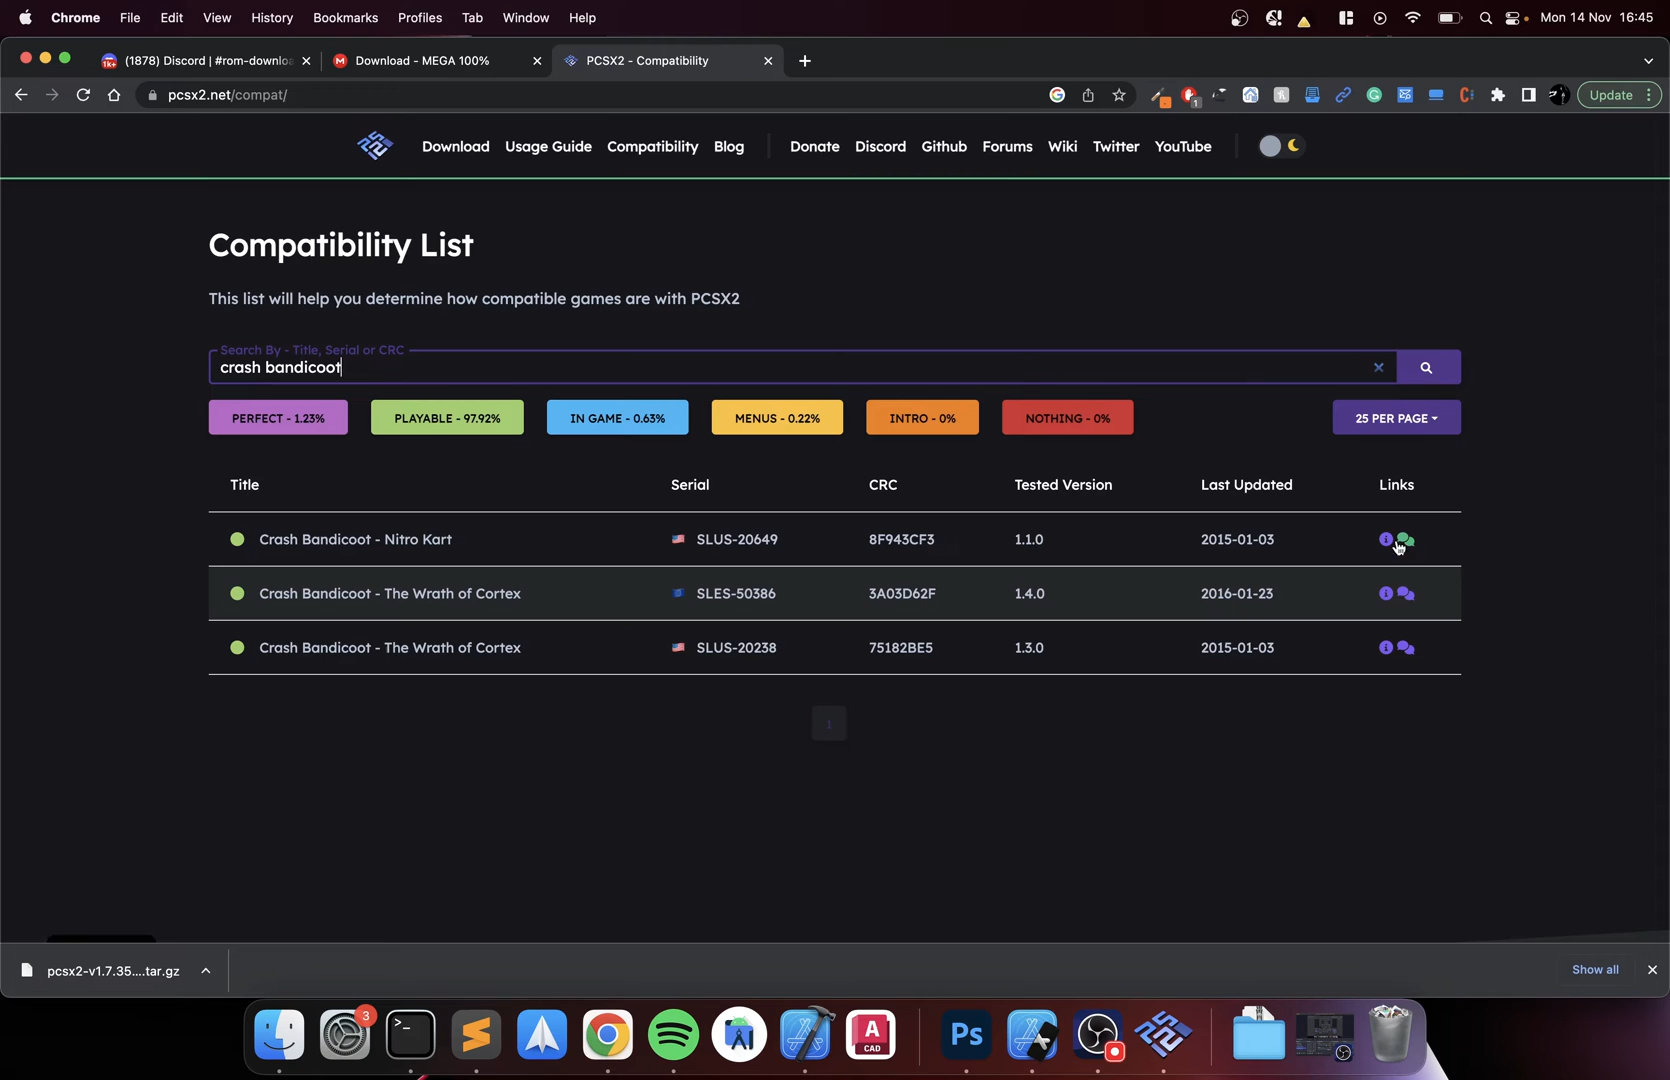 Chrome File Edit View History Bookmarks Profiles Tab Window Help Mon 14 Nov 16:45
(1878) Discord | #rom-downlo Download - MEGA 100% PCSX2 - Compatibility
pcsx2.net/compat/ 1 Update
Download Usage Guide Compatibility Blog Donate Discord Github Forums Wiki Twitter YouTube
Compatibility List
This list will help you determine how compatible games are with PCSX2
Search By - Title, Serial or CRC
crash bandicoot
PERFECT - 1.23% PLAYABLE - 97.92% IN GAME - 0.63% MENUS - 0.22% INTRO - 0% NOTHING - 0% 25 PER PAGE
Title Serial CRC Tested Version Last Updated Links
Crash Bandicoot - Nitro Kart SLUS-20649 8F943CF3 1.1.0 2015-01-03
Crash Bandicoot - The Wrath of Cortex SLES-50386 3A03D62F 1.4.0 2016-01-23
Crash Bandicoot - The Wrath of Cortex SLUS-20238 75182BE5 1.3.0 2015-01-03
1
pcsx2-v1.7.35....tar.gz Show all
3
A CAD Ps